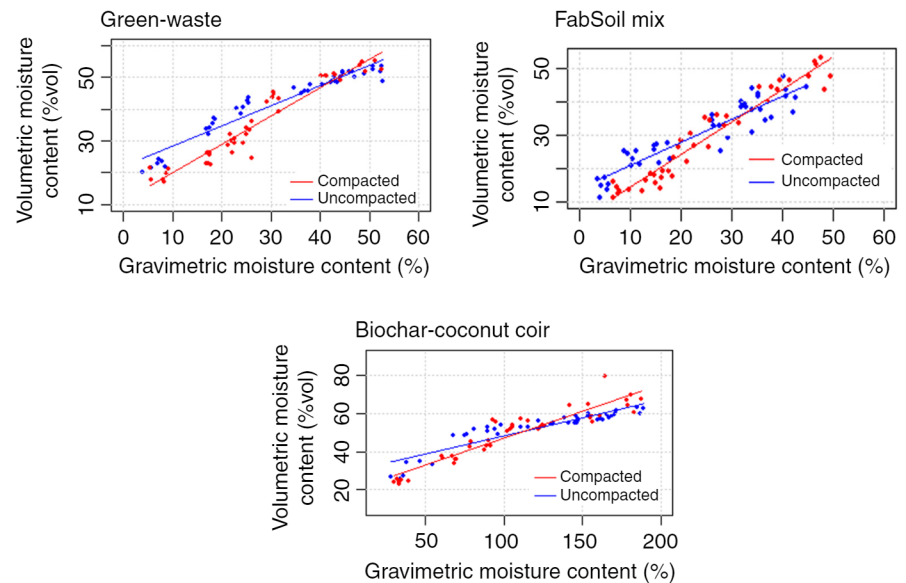 Green-waste
Volumetric moisture
content (%vol)
50
30
10
Compacted
Uncompacted
0 10 20 30 40 50 60
Gravimetric moisture content (%)
FabSoil mix
Volumetric moisture
content (%vol)
50
30
10
Compacted
Uncompacted
0 10 20 30 40 50 60
Gravimetric moisture content (%)
Biochar-coconut coir
Volumetric moisture
content (%vol)
80
60
40
20
Compacted
Uncompacted
50 100 150 200
Gravimetric moisture content (%)